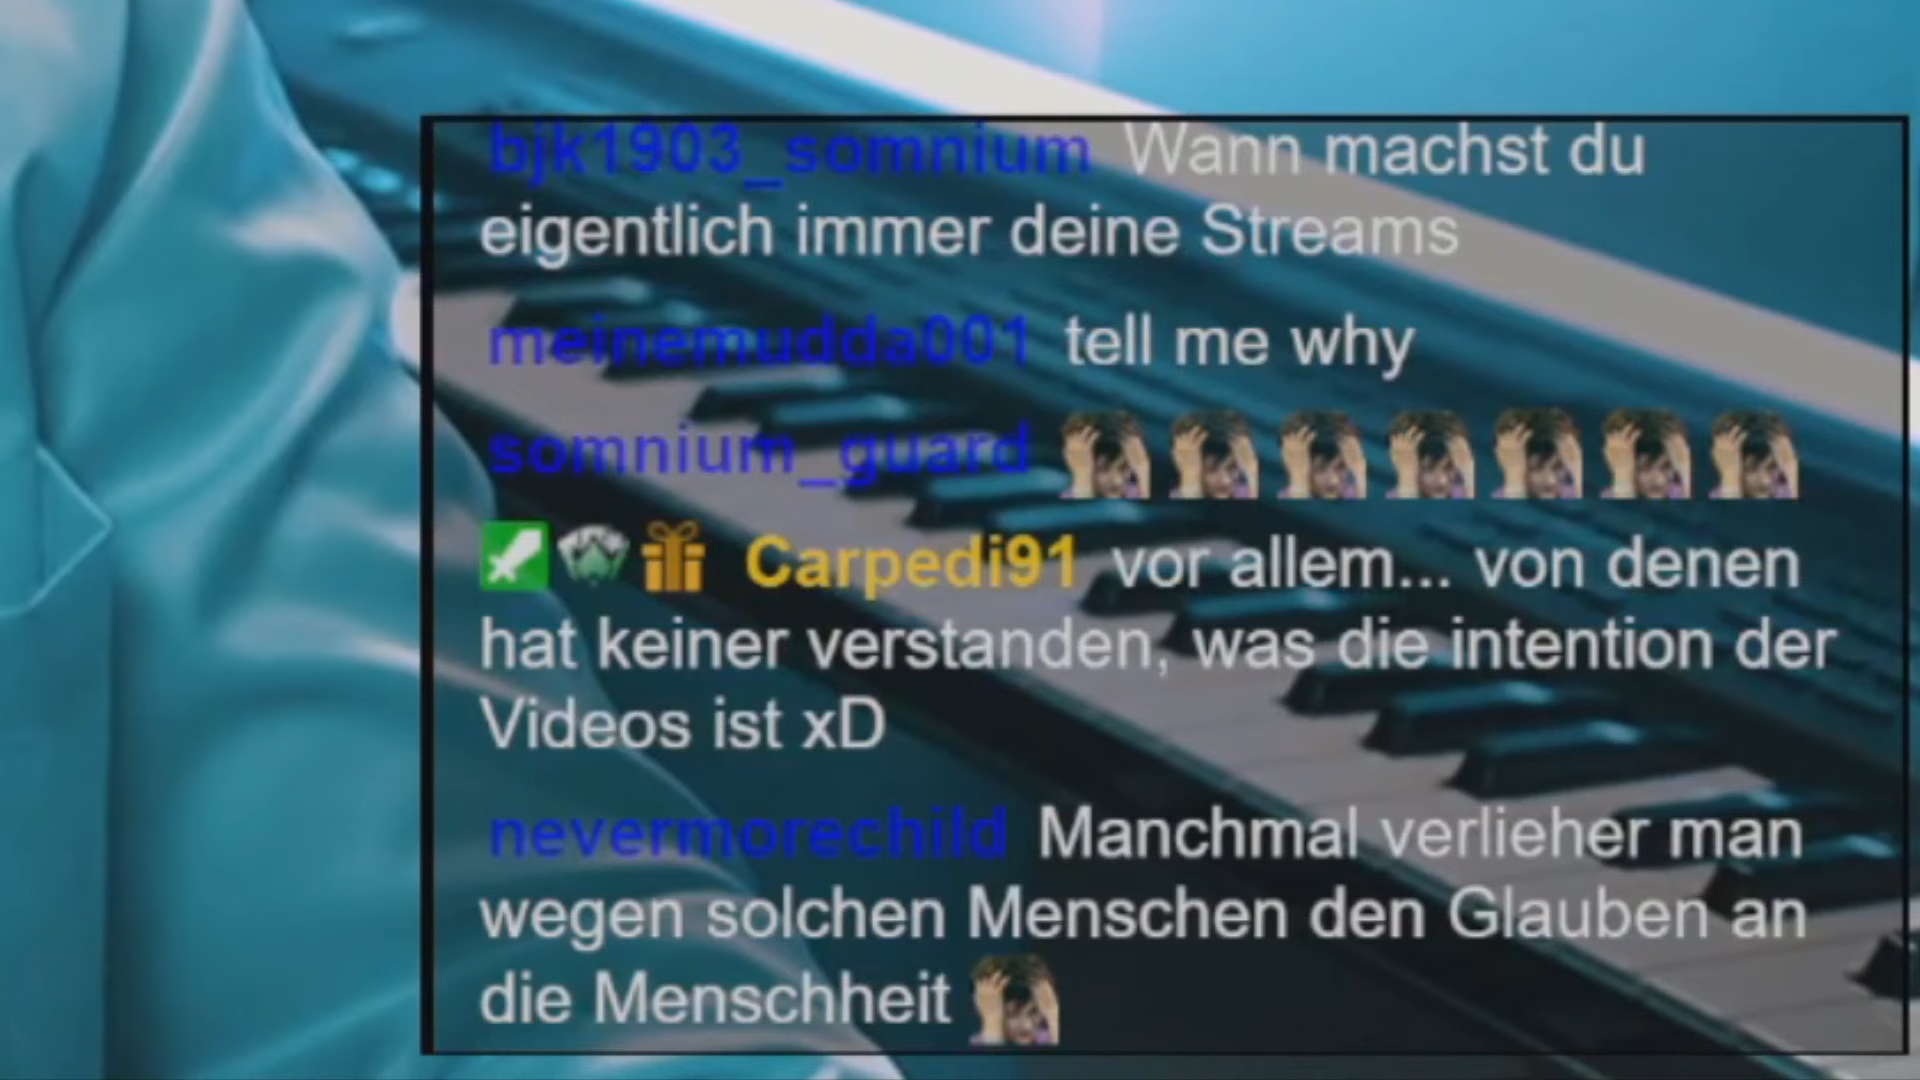 bjk1903_somnium Wann machst du
eigentlich immer deine Streams
meinemudda001 tell me why
somnium_guard
Carpedi91 vor allem... von denen
hat keiner verstanden, was die intention der
Videos ist xD
nevermorechild Manchmal verlieher man
wegen solchen Menschen den Glauben an
die Menschheit